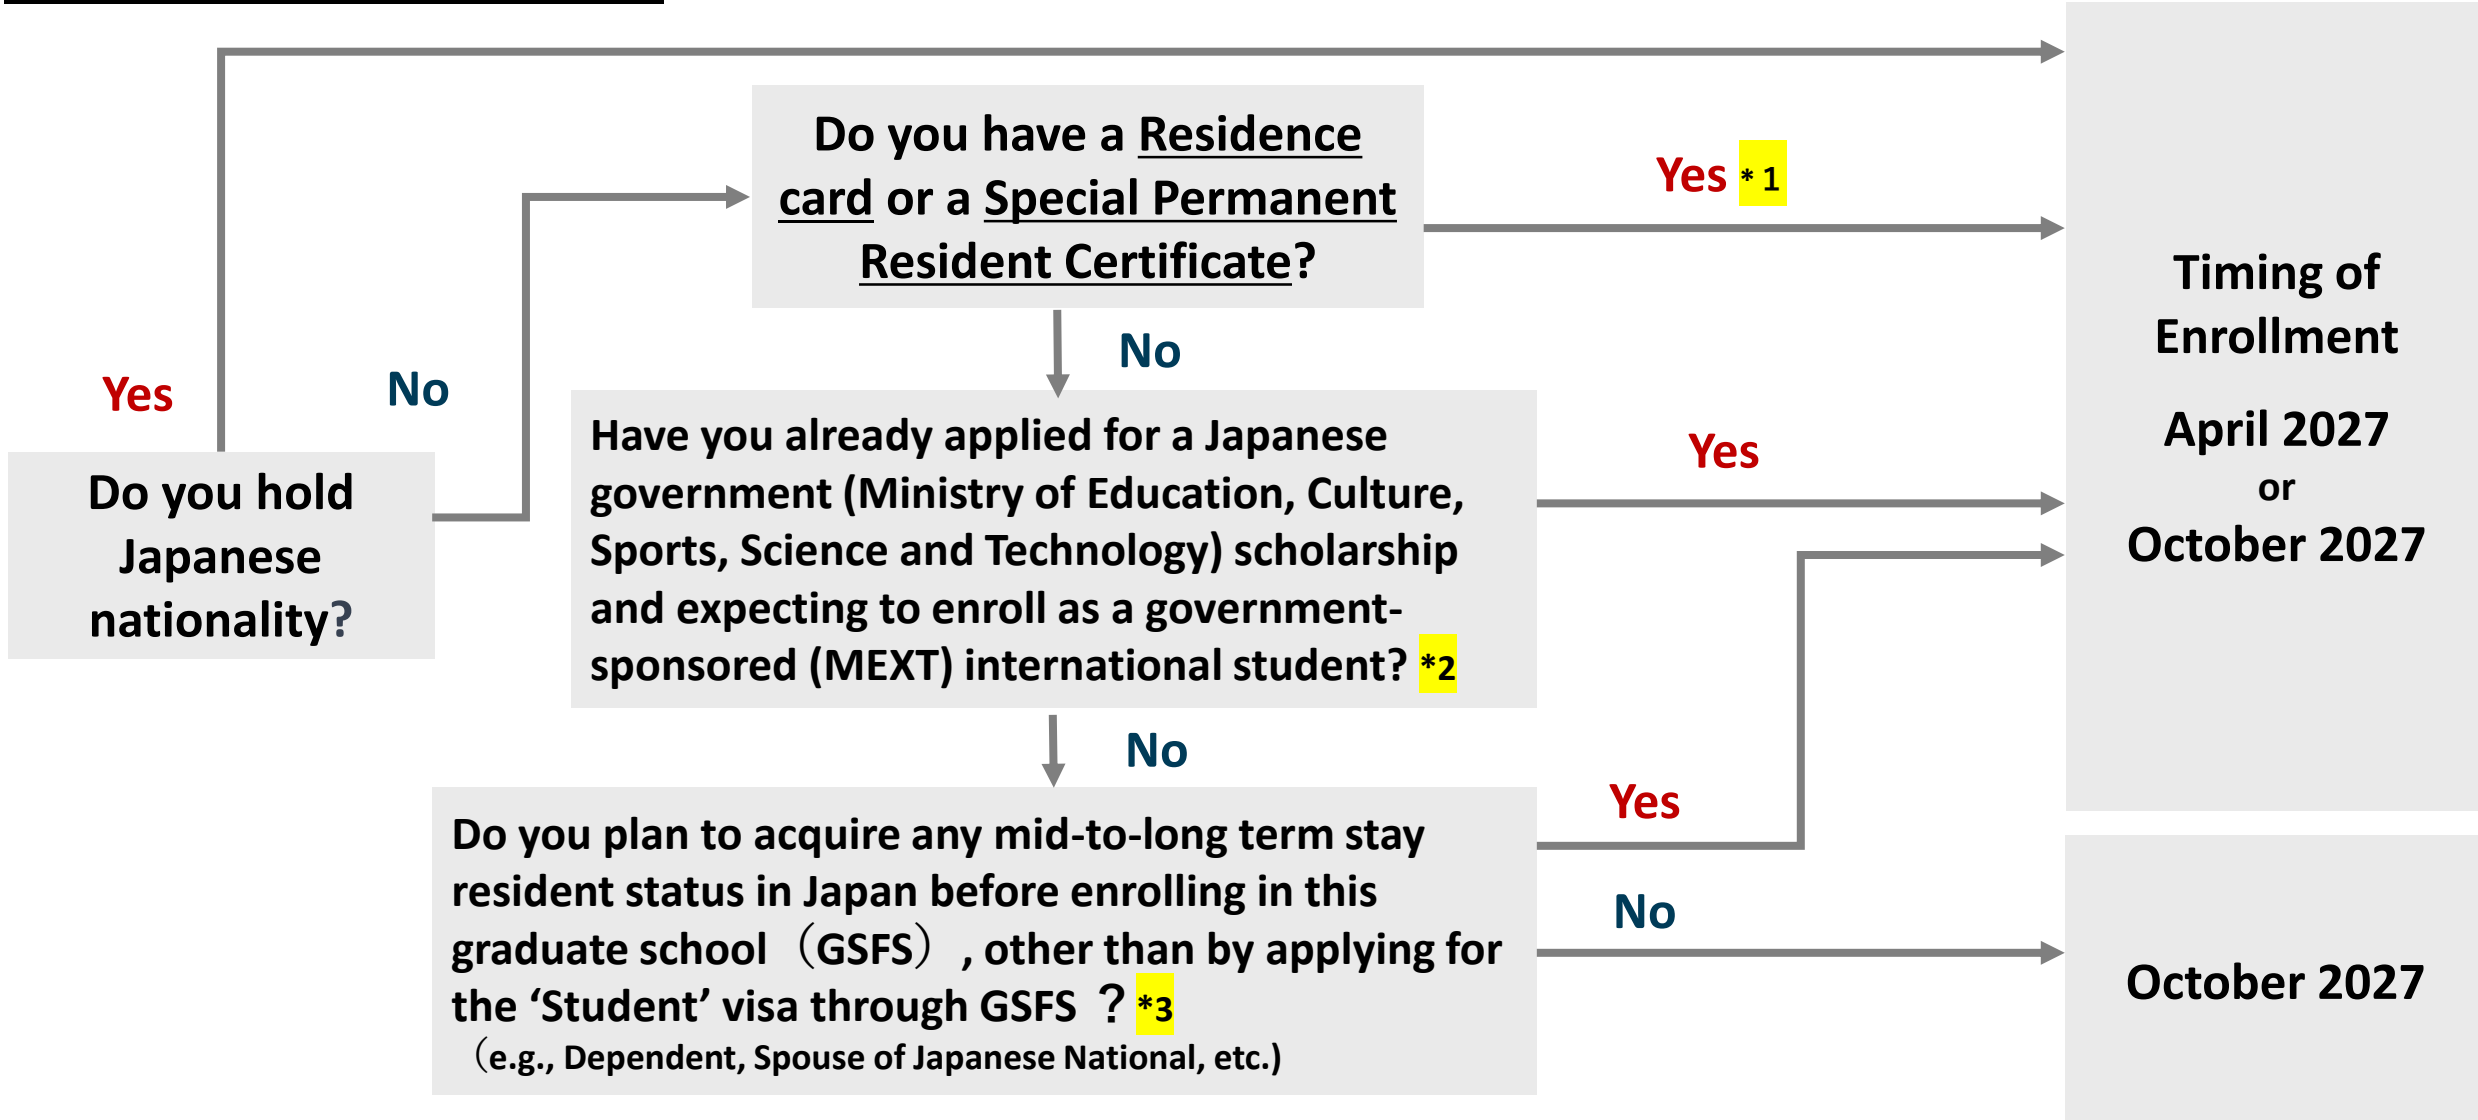 Do you have a Residence
card or a Special Permanent
Resident Certificate?
Yes *1
No
Yes
No
Do you hold
Japanese
nationality?
Have you already applied for a Japanese
government (Ministry of Education, Culture,
Sports, Science and Technology) scholarship
and expecting to enroll as a government-
sponsored (MEXT) international student? *2
Yes
No
Do you plan to acquire any mid-to-long term stay
resident status in Japan before enrolling in this
graduate school（GSFS）, other than by applying for
the ‘Student’ visa through GSFS ？*3
（e.g., Dependent, Spouse of Japanese National, etc.)
Yes
No
Timing of
Enrollment
April 2027
or
October 2027
October 2027